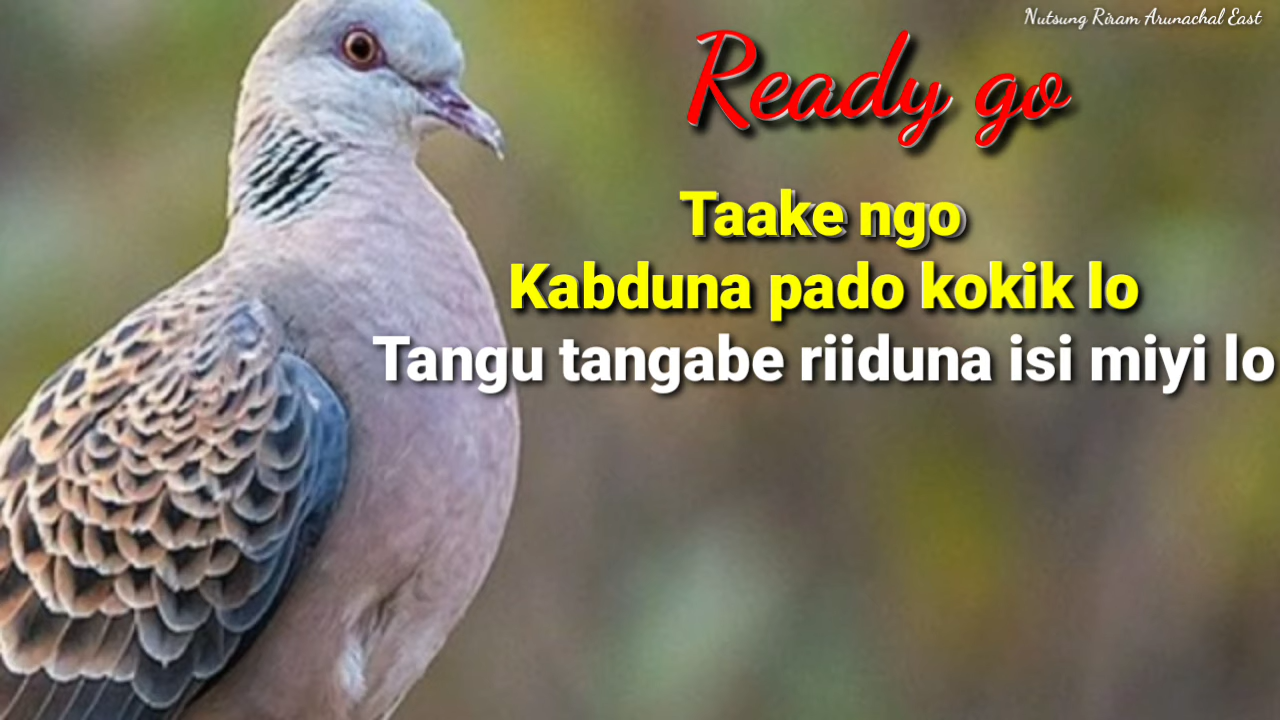 Nutsung Riram Arunachal East
Ready go
Taake ngo
Kabduna pado kokik lo
Tangu tangabe riiduna isi miyi lo